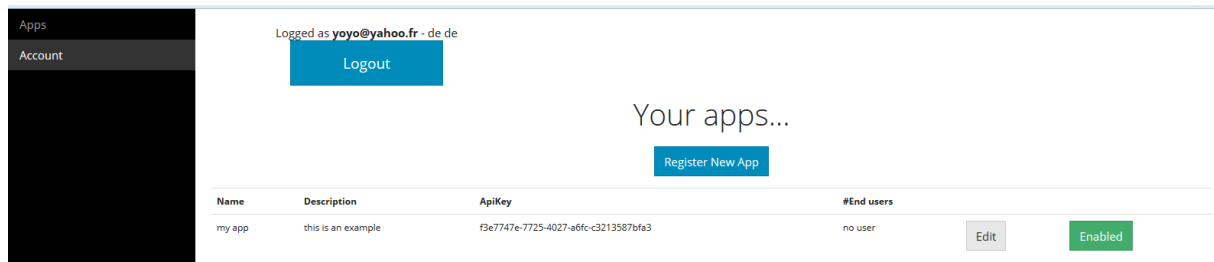 Apps
Account
Logged as yoyo@yahoo.fr - de de
Logout
Your apps...
Register New App
Name Description ApiKey #End users
my app this is an example f3e7747e-7725-4027-a6fc-c3213587bfa3 no user Edit Enabled